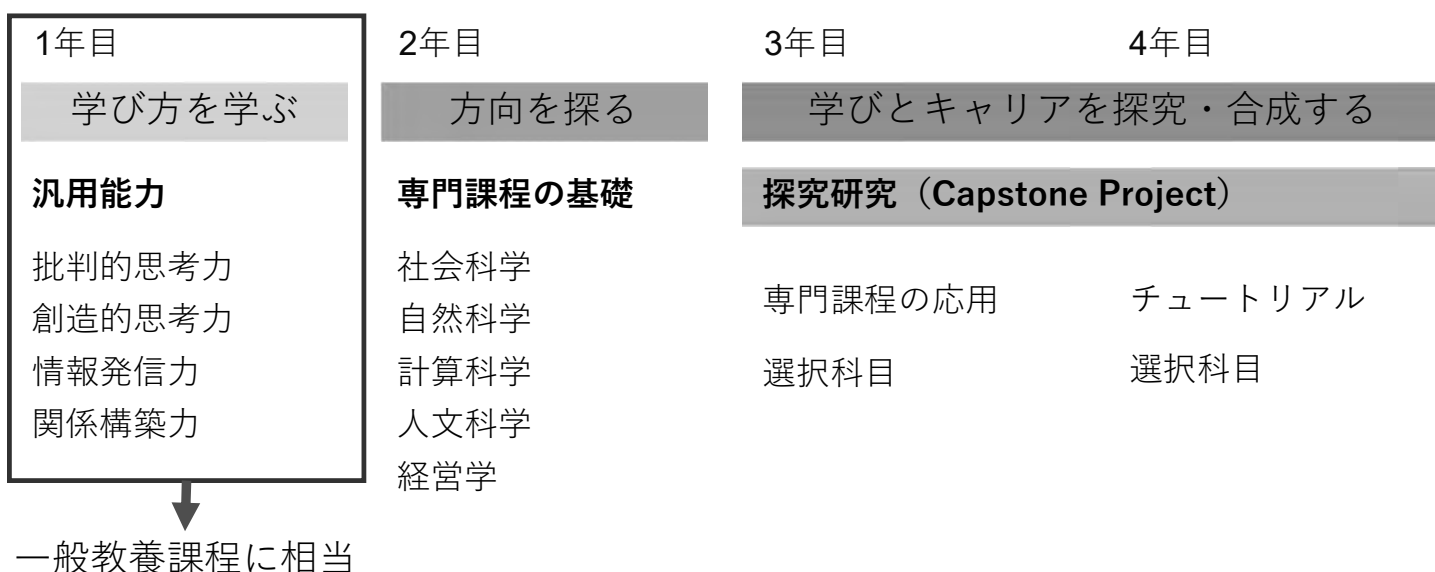 1年目
学び方を学ぶ
汎用能力
批判的思考力
創造的思考力
情報発信力
関係構築力
一般教養課程に相当
2年目
方向を探る
専門課程の基礎
社会科学
自然科学
計算科学
人文科学
経営学
3年目
4年目
学びとキャリアを探究・合成する
探究研究（Capstone Project）
専門課程の応用
選択科目
チュートリアル
選択科目